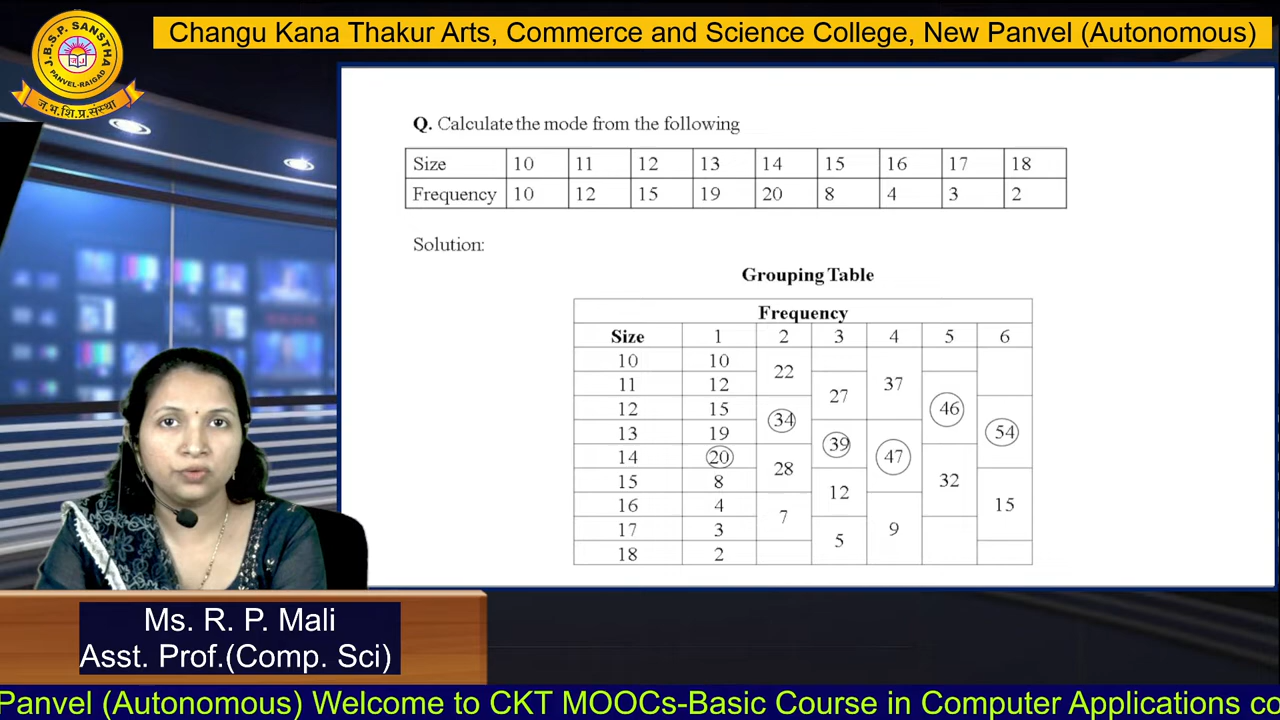 Changu Kana Thakur Arts, Commerce and Science College, New Panvel (Autonomous)
J.B.S.P. SANSTHA
PANVEL-RAIGAD
ज.भ.शि.प्र.संस्था
Q. Calculate the mode from the following
Size 10 11 12 13 14 15 16 17 18
Frequency 10 12 15 19 20 8 4 3 2
Solution:
Grouping Table
Frequency
Size 1 2 3 4 5 6
10 10
22
11 12
37
27
12 15
46
34
13 19
54
39
14 20
47
28
15 8
32
12
16 4
15
7
17 3
9
5
18 2
Ms. R. P. Mali
Asst. Prof.(Comp. Sci)
Panvel (Autonomous) Welcome to CKT MOOCs-Basic Course in Computer Applications co